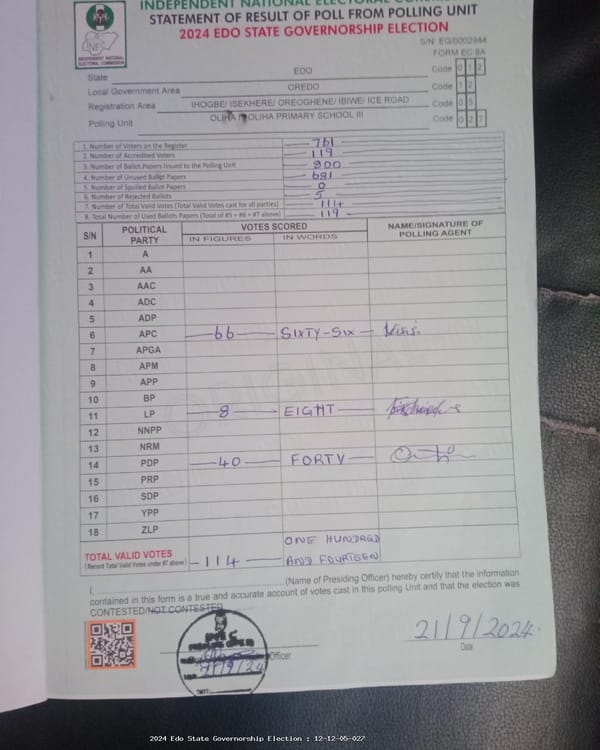 INDEPENDENT NATIONAL ELECTORAL
STATEMENT OF RESULT OF POLL FROM POLLING UNIT
2024 EDO STATE GOVERNORSHIP ELECTION
INEC
INDEPENDENT NATIONAL
ELECTORAL COMMISSION
S/N: EG/0002944
FORM EC 8A
State EDO Code 0 1 2
Local Government Area OREDO Code 1 2
Registration Area IHOGBE/ ISEKHERE/ OREOGHENE/ IBIWE/ ICE ROAD Code 0 5
Polling Unit OLIHA OLIHA PRIMARY SCHOOL III Code 0 2 7
1. Number of Voters on the Register 761
2. Number of Accredited Voters 119
3. Number of Ballot Papers Issued to the Polling Unit 800
4. Number of Unused Ballot Papers 681
5. Number of Spoiled Ballot Papers 0
6. Number of Rejected Ballots 5
7. Number of Total Valid Votes (Total Valid Votes cast for all parties) 114
8. Total Number of Used Ballots Papers (Total of #5 + #6 + #7 above) 119
S/N POLITICAL PARTY VOTES SCORED NAME/SIGNATURE OF POLLING AGENT
IN FIGURES IN WORDS
1 A
2 AA
3 AAC
4 ADC
5 ADP
6 APC 66 SIXTY-SIX
7 APGA
8 APM
9 APP
10 BP
11 LP 8 EIGHT
12 NNPP
13 NRM
14 PDP 40 FORTY
15 PRP
16 SDP
17 YPP
18 ZLP
TOTAL VALID VOTES 114 ONE HUNDRED AND FOURTEEN
(Record Total Valid Votes under #7 above)
I, (Name of Presiding Officer) hereby certify that the information
contained in this form is a true and accurate account of votes cast in this polling Unit and that the election was
CONTESTED/NOT CONTESTED
21/9/2024
Officer
Date
2024 Edo State Governorship Election : 12-12-05-027